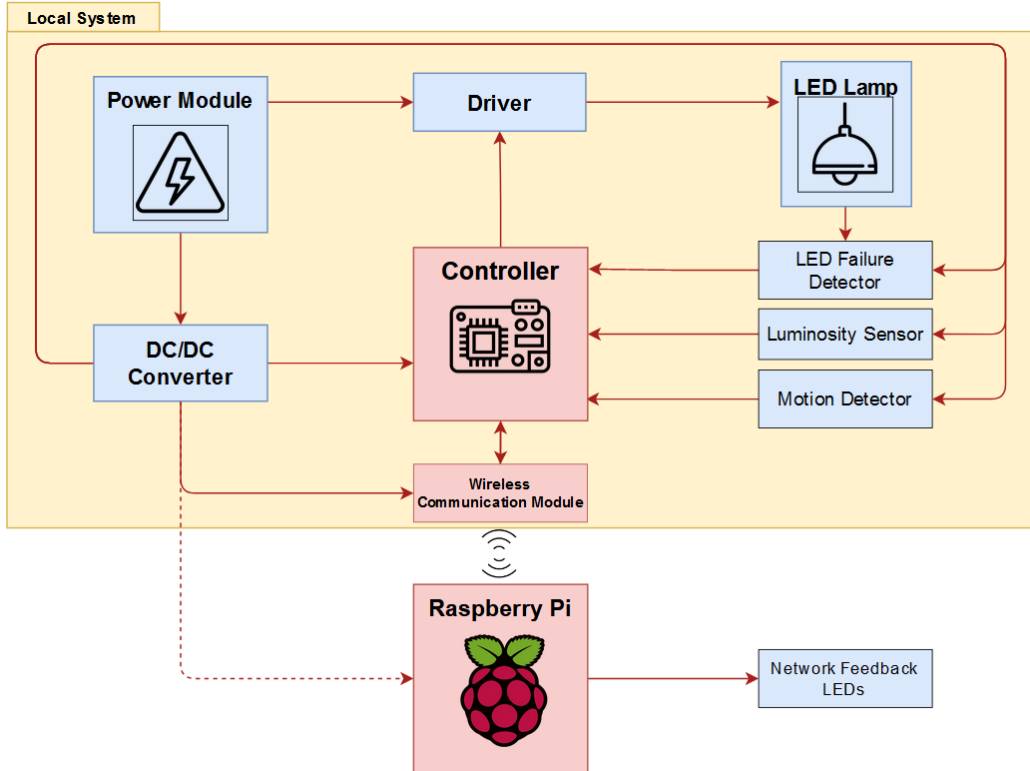 Local System
Power Module
Driver
LED Lamp
Controller
LED Failure
Detector
Luminosity Sensor
DC/DC
Converter
Motion Detector
Wireless
Communication Module
Raspberry Pi
Network Feedback
LEDs